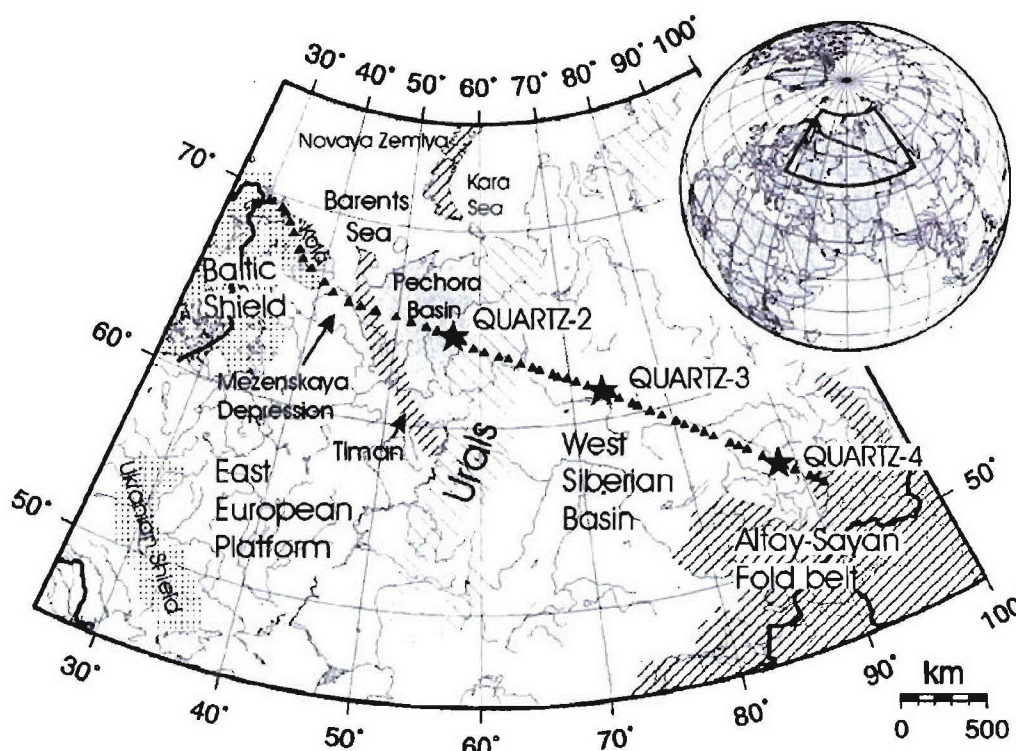 30° 40° 50° 60° 70° 80° 90° 100°
Novaya Zemlya
70°
Kara
Sea
Barents
Sea
Kola
Baltic
Shield
Pechora
Basin
QUARTZ-2
60°
QUARTZ-3
Mezenskaya
Depression
Timan
Urals
West
Siberian
Basin
QUARTZ-4
East
European
Platform
50°
50°
Ukranian Shield
Altay-Sayan
Fold belt
30°
40°
50°
60°
70°
80°
90°
100°
km
0 500